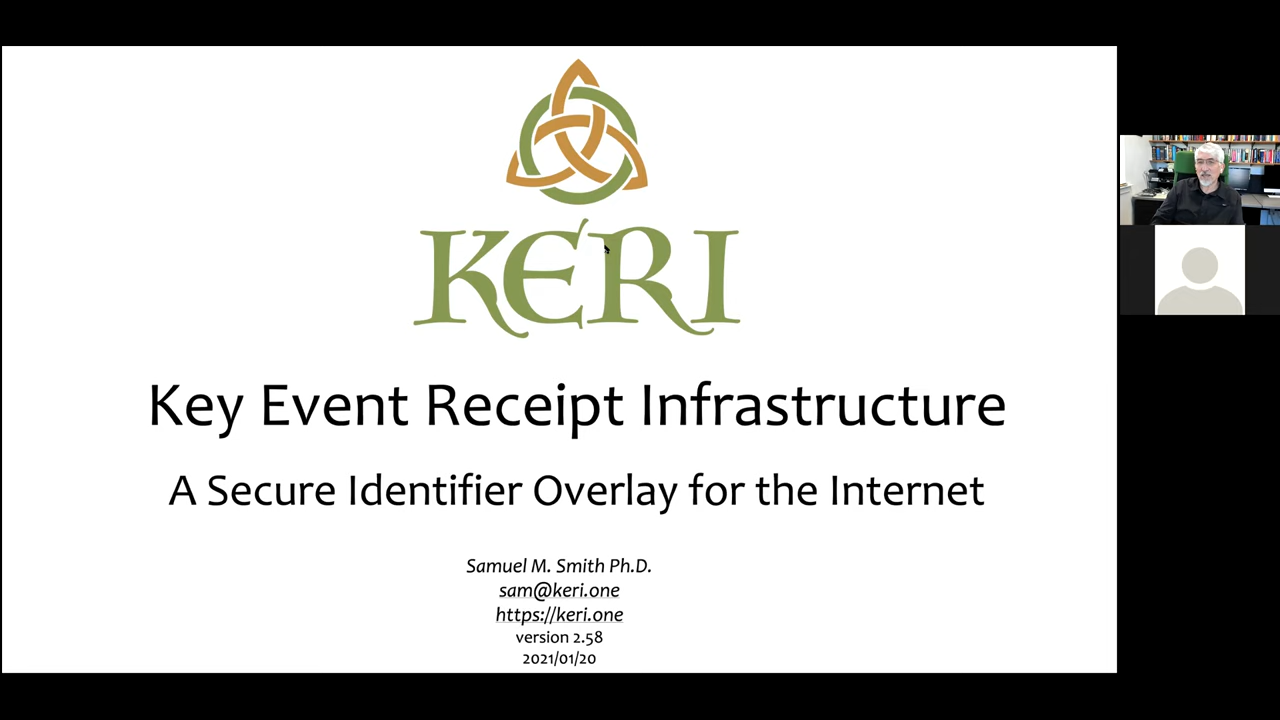 KERI
Key Event Receipt Infrastructure
A Secure Identifier Overlay for the Internet
Samuel M. Smith Ph.D.
sam@keri.one
https://keri.one
version 2.58
2021/01/20